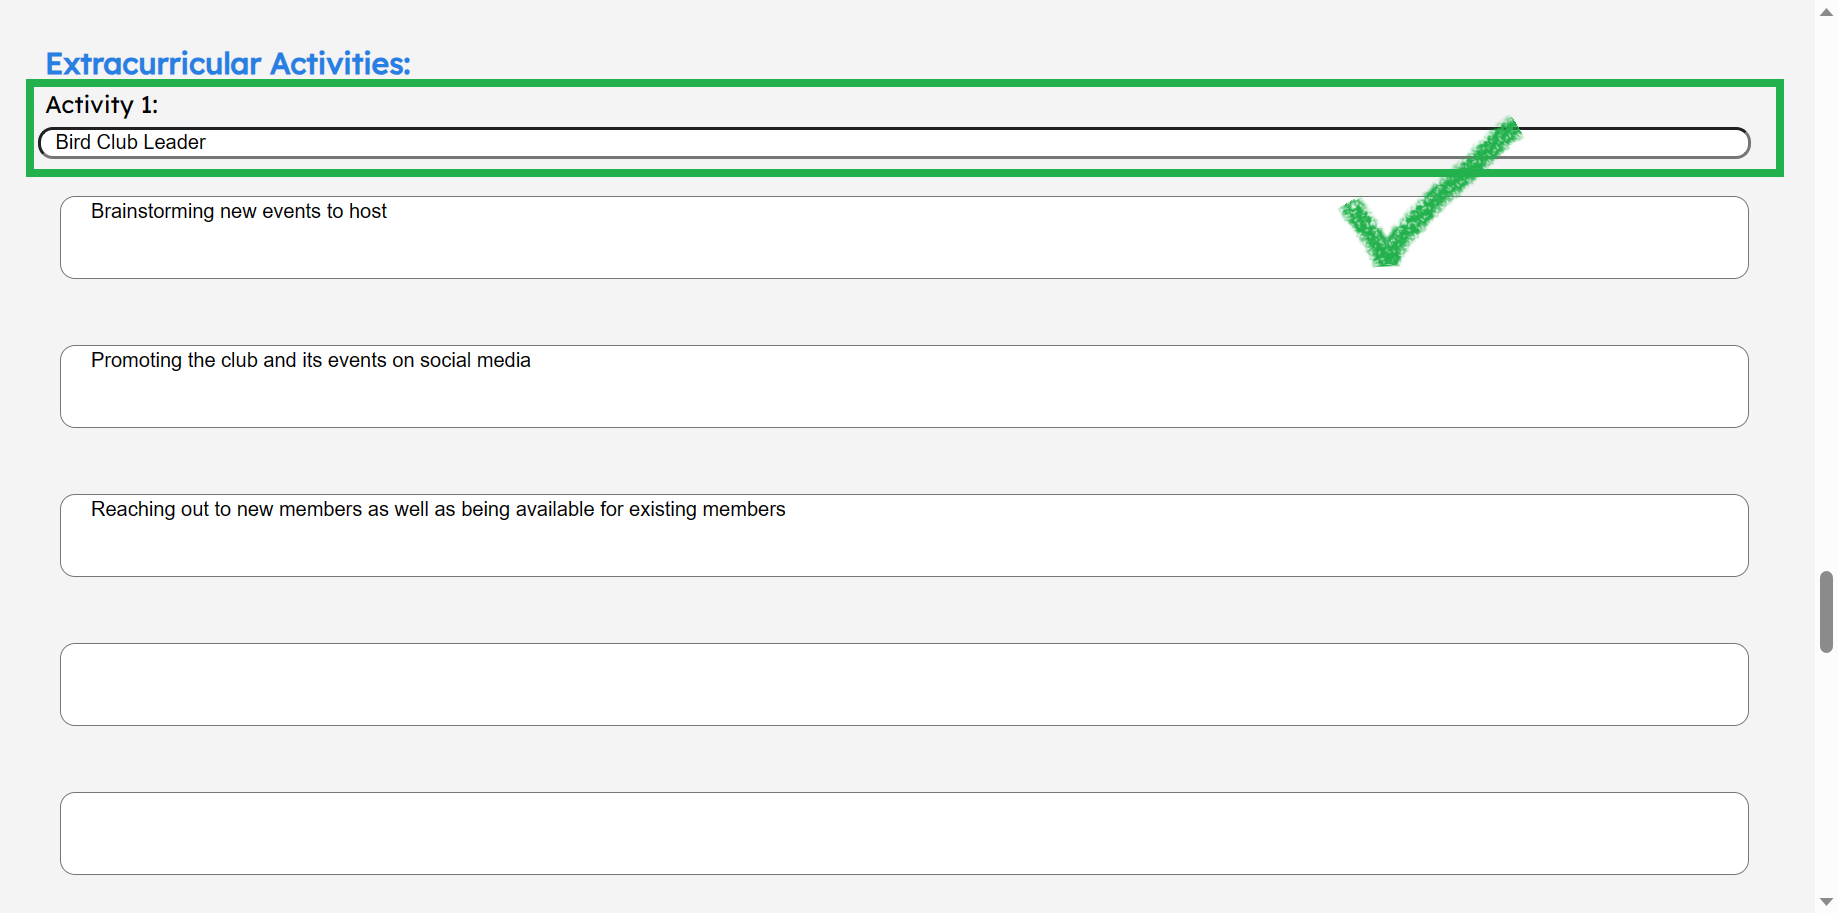 Extracurricular Activities:
Activity 1:
Bird Club Leader
Brainstorming new events to host
Promoting the club and its events on social media
Reaching out to new members as well as being available for existing members